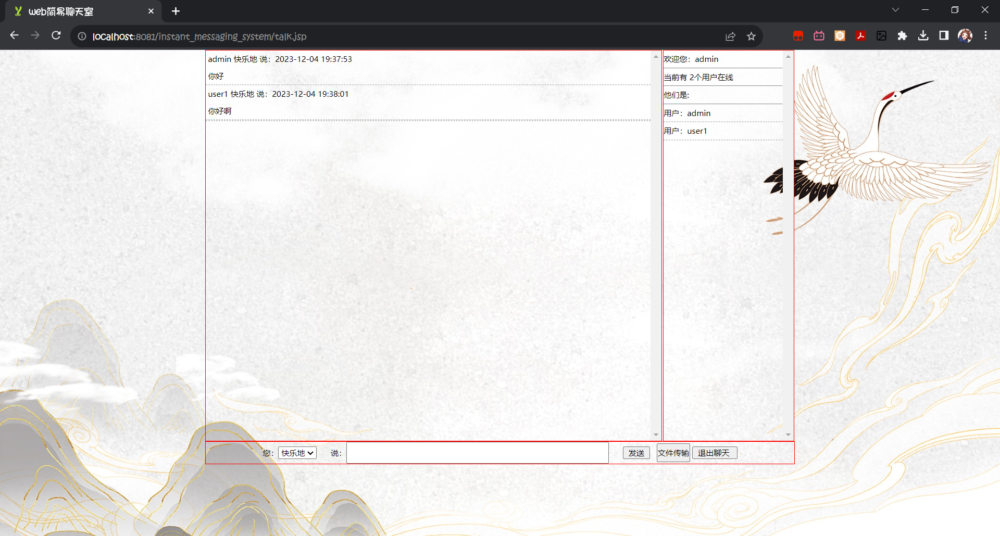 web简易聊天室
localhost:8081/instant_messaging_system/talk.jsp
admin 快乐地 说：2023-12-04 19:37:53
你好
user1 快乐地 说：2023-12-04 19:38:01
你好啊
欢迎您：admin
当前有 2个用户在线
他们是:
用户：admin
用户：user1
您： 快乐地 说： 发送 文件传输 退出聊天